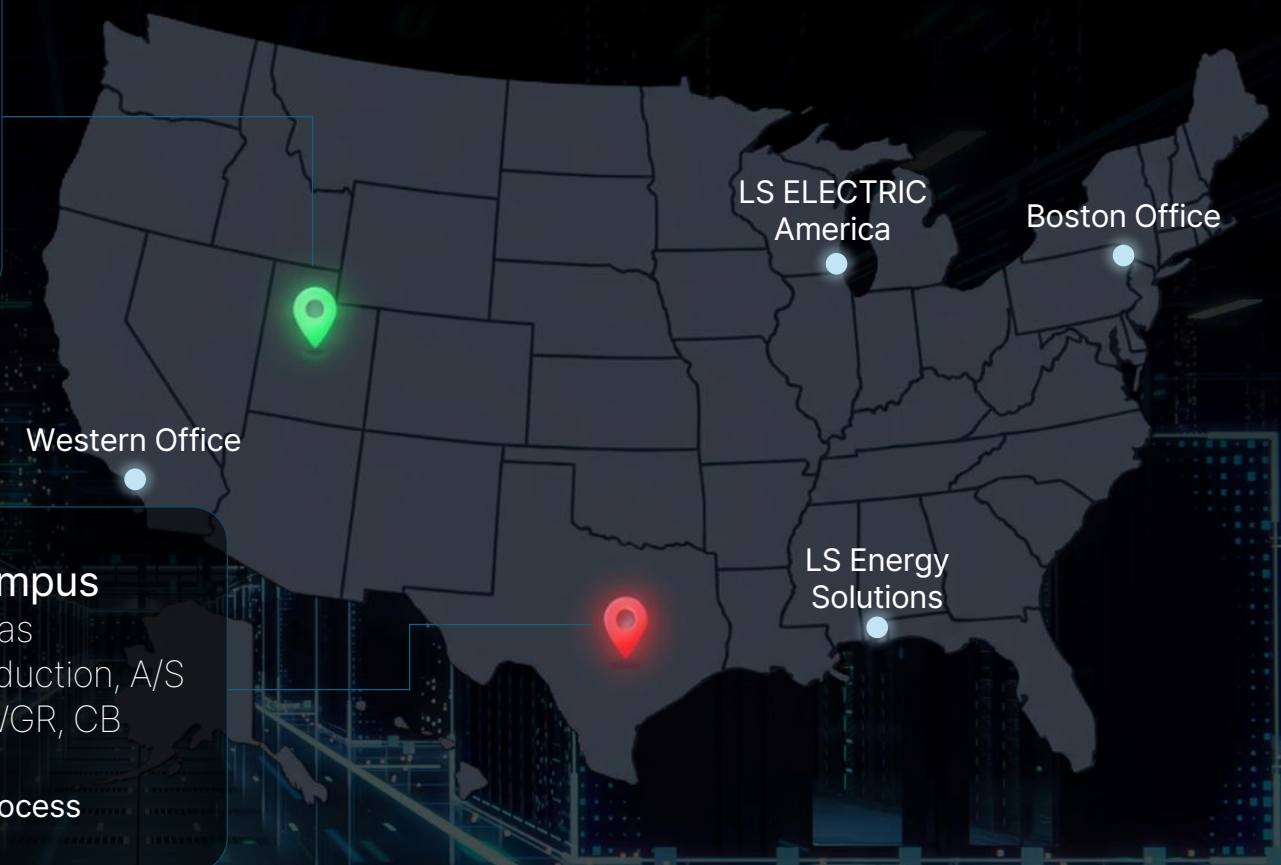 LS ELECTRIC
America
Boston Office
Western Office
LS Energy
Solutions
mpus
as
duction, A/S
GR, CB
ocess